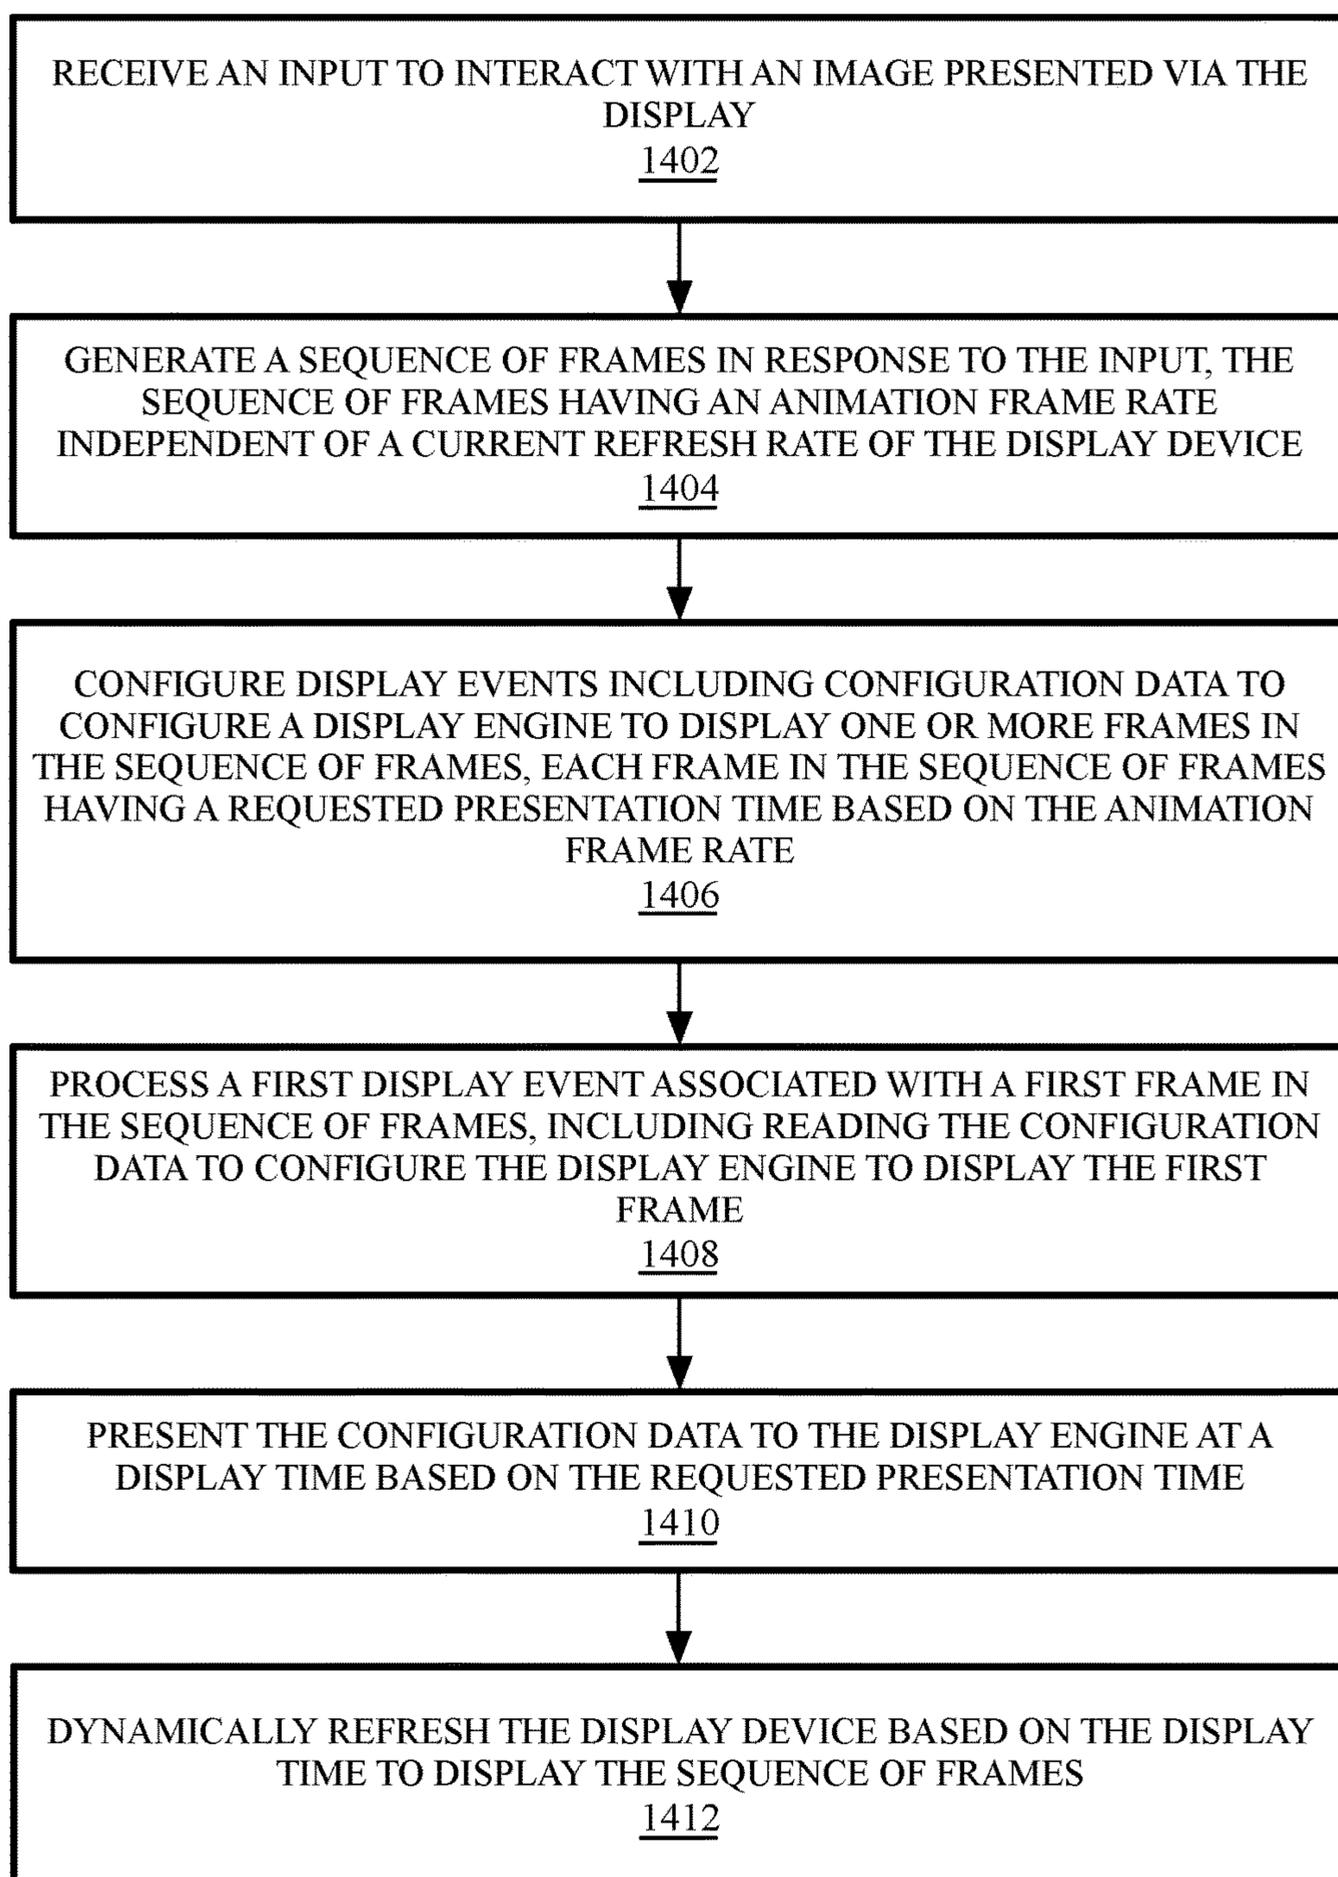 RECEIVE AN INPUT TO INTERACT WITH AN IMAGE PRESENTED VIA THE
DISPLAY
1402
GENERATE A SEQUENCE OF FRAMES IN RESPONSE TO THE INPUT, THE
SEQUENCE OF FRAMES HAVING AN ANIMATION FRAME RATE
INDEPENDENT OF A CURRENT REFRESH RATE OF THE DISPLAY DEVICE
1404
CONFIGURE DISPLAY EVENTS INCLUDING CONFIGURATION DATA TO
CONFIGURE A DISPLAY ENGINE TO DISPLAY ONE OR MORE FRAMES IN
THE SEQUENCE OF FRAMES, EACH FRAME IN THE SEQUENCE OF FRAMES
HAVING A REQUESTED PRESENTATION TIME BASED ON THE ANIMATION
FRAME RATE
1406
PROCESS A FIRST DISPLAY EVENT ASSOCIATED WITH A FIRST FRAME IN
THE SEQUENCE OF FRAMES, INCLUDING READING THE CONFIGURATION
DATA TO CONFIGURE THE DISPLAY ENGINE TO DISPLAY THE FIRST
FRAME
1408
PRESENT THE CONFIGURATION DATA TO THE DISPLAY ENGINE AT A
DISPLAY TIME BASED ON THE REQUESTED PRESENTATION TIME
1410
DYNAMICALLY REFRESH THE DISPLAY DEVICE BASED ON THE DISPLAY
TIME TO DISPLAY THE SEQUENCE OF FRAMES
1412